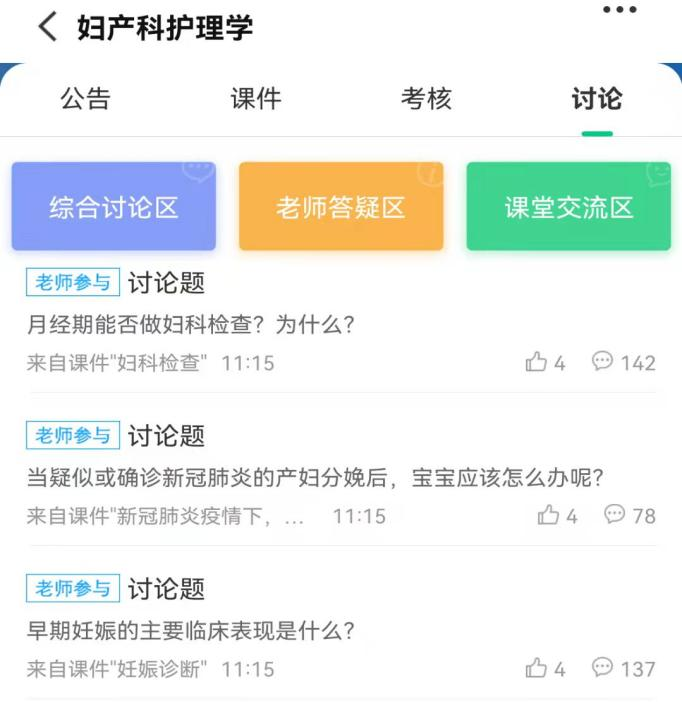 妇产科护理学
公告 课件 考核 讨论
综合讨论区 老师答疑区 课堂交流区
老师参与 讨论题
月经期能否做妇科检查？为什么？
来自课件"妇科检查" 11:15 4 142
老师参与 讨论题
当疑似或确诊新冠肺炎的产妇分娩后，宝宝应该怎么办呢？
来自课件"新冠肺炎疫情下，... 11:15 4 78
老师参与 讨论题
早期妊娠的主要临床表现是什么？
来自课件"妊娠诊断" 11:15 4 137